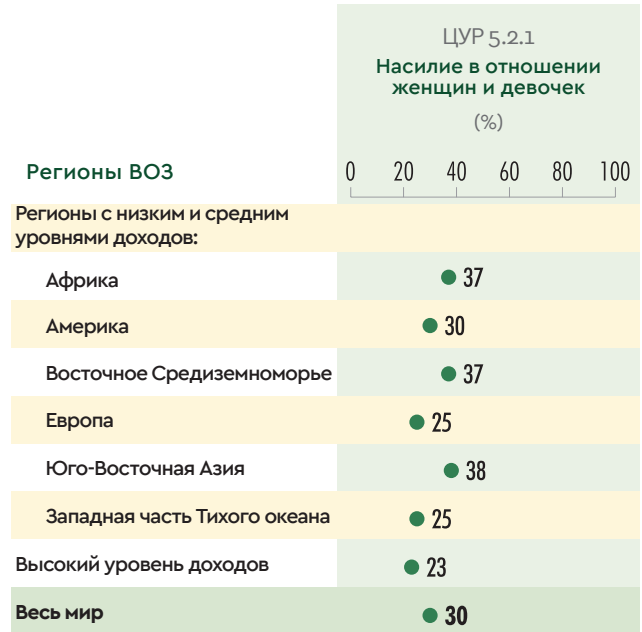 ЦУР 5.2.1
Насилие в отношении
женщин и девочек
(%)
Регионы ВОЗ
0 20 40 60 80 100
Регионы с низким и средним
уровнями доходов:
Африка 37
Америка 30
Восточное Средиземноморье 37
Европа 25
Юго-Восточная Азия 38
Западная часть Тихого океана 25
Высокий уровень доходов 23
Весь мир 30